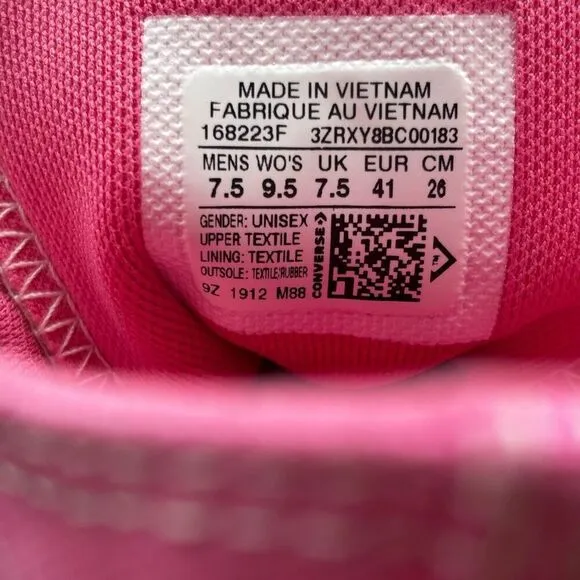 MADE IN VIETNAM
FABRIQUE AU VIETNAM
168223F 3ZRXY8BC00183
MENS WO'S UK EUR CM
7.5 9.5 7.5 41 26
GENDER: UNISEX
UPPER TEXTILE
LINING: TEXTILE
OUTSOLE: TEXTILE/RUBBER
9Z 1912 M88
CONVERSE